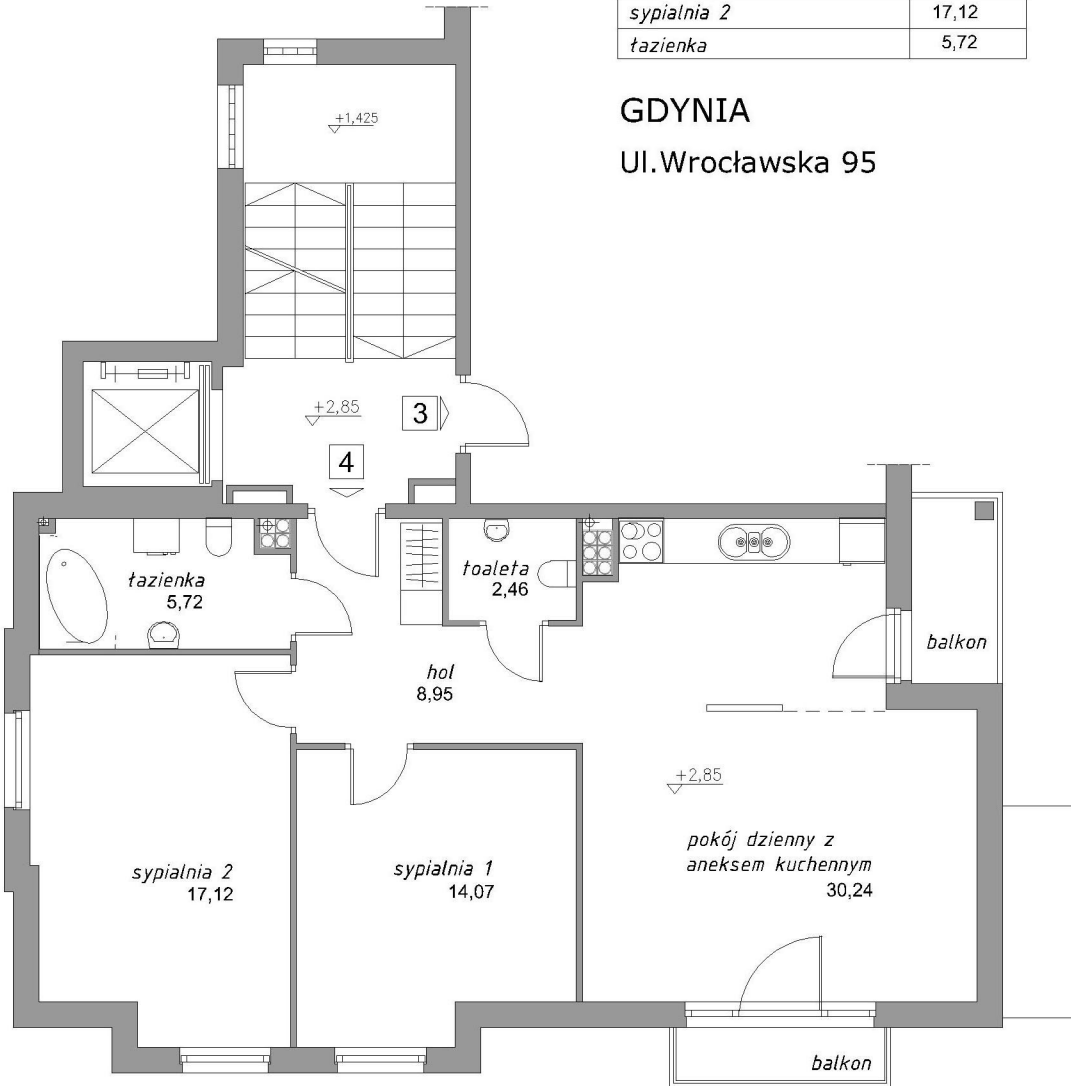 sypialnia 2 17,12
łazienka 5,72
GDYNIA
Ul.Wrocławska 95
+1,425
+2,85
3
4
łazienka
5,72
toaleta
2,46
hol
8,95
balkon
+2,85
pokój dzienny z
aneksem kuchennym
30,24
sypialnia 2
17,12
sypialnia 1
14,07
balkon